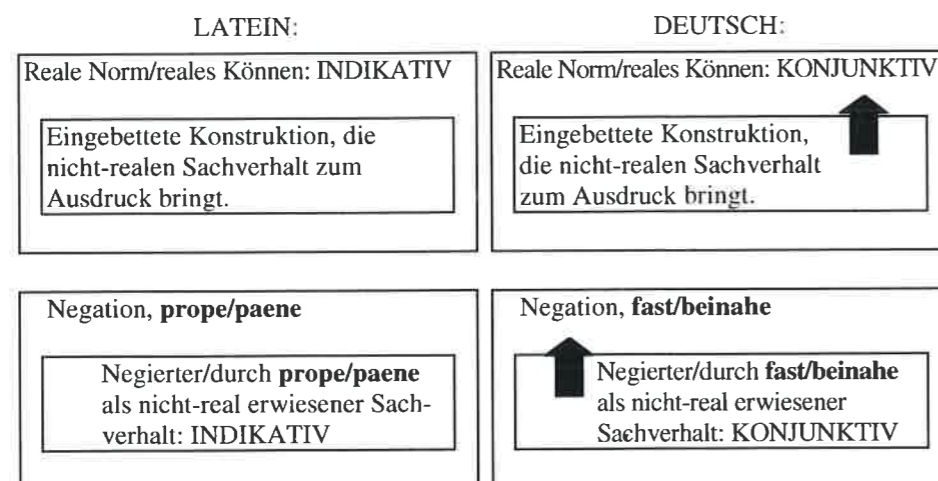 LATEIN:
Reale Norm/reales Können: INDIKATIV
Eingebettete Konstruktion, die
nicht-realen Sachverhalt zum
Ausdruck bringt.
DEUTSCH:
Reale Norm/reales Können: KONJUNKTIV
Eingebettete Konstruktion,
die nicht-realen Sachverhalt
zum Ausdruck bringt.
Negation, prope/paene
Negierter/durch prope/paene
als nicht-real erwiesener Sach-
verhalt: INDIKATIV
Negation, fast/beinahe
Negierter/durch fast/beinahe
als nicht-real erwiesener
Sachverhalt: KONJUNKTIV